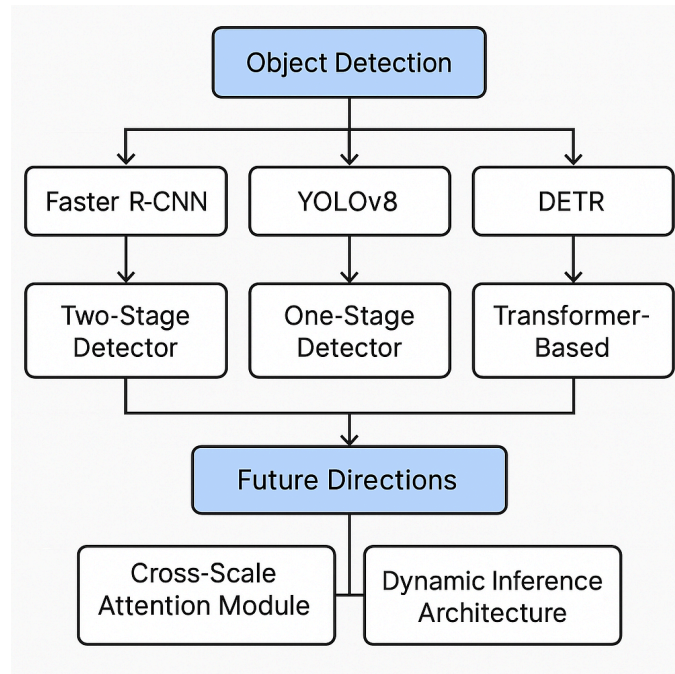 Object Detection
Faster R-CNN
YOLOv8
DETR
Two-Stage
Detector
One-Stage
Detector
Transformer-
Based
Future Directions
Cross-Scale
Attention Module
Dynamic Inference
Architecture